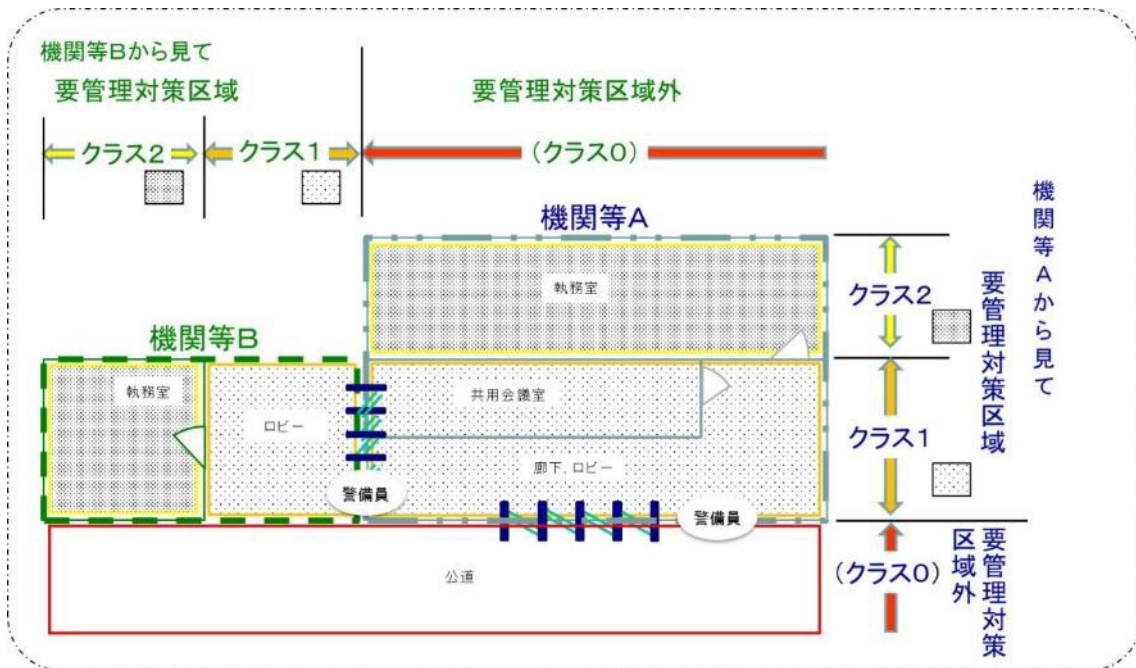 機関等Bから見て
要管理対策区域
要管理対策区域外
クラス2
クラス1
(クラス0)
機関等A
機関等Aから見て
執務室
クラス2
要管理対策区域
機関等B
執務室
ロビー
共用会議室
クラス1
廊下、ロビー
警備員
警備員
公道
(クラス0)
要管理対策
区域外